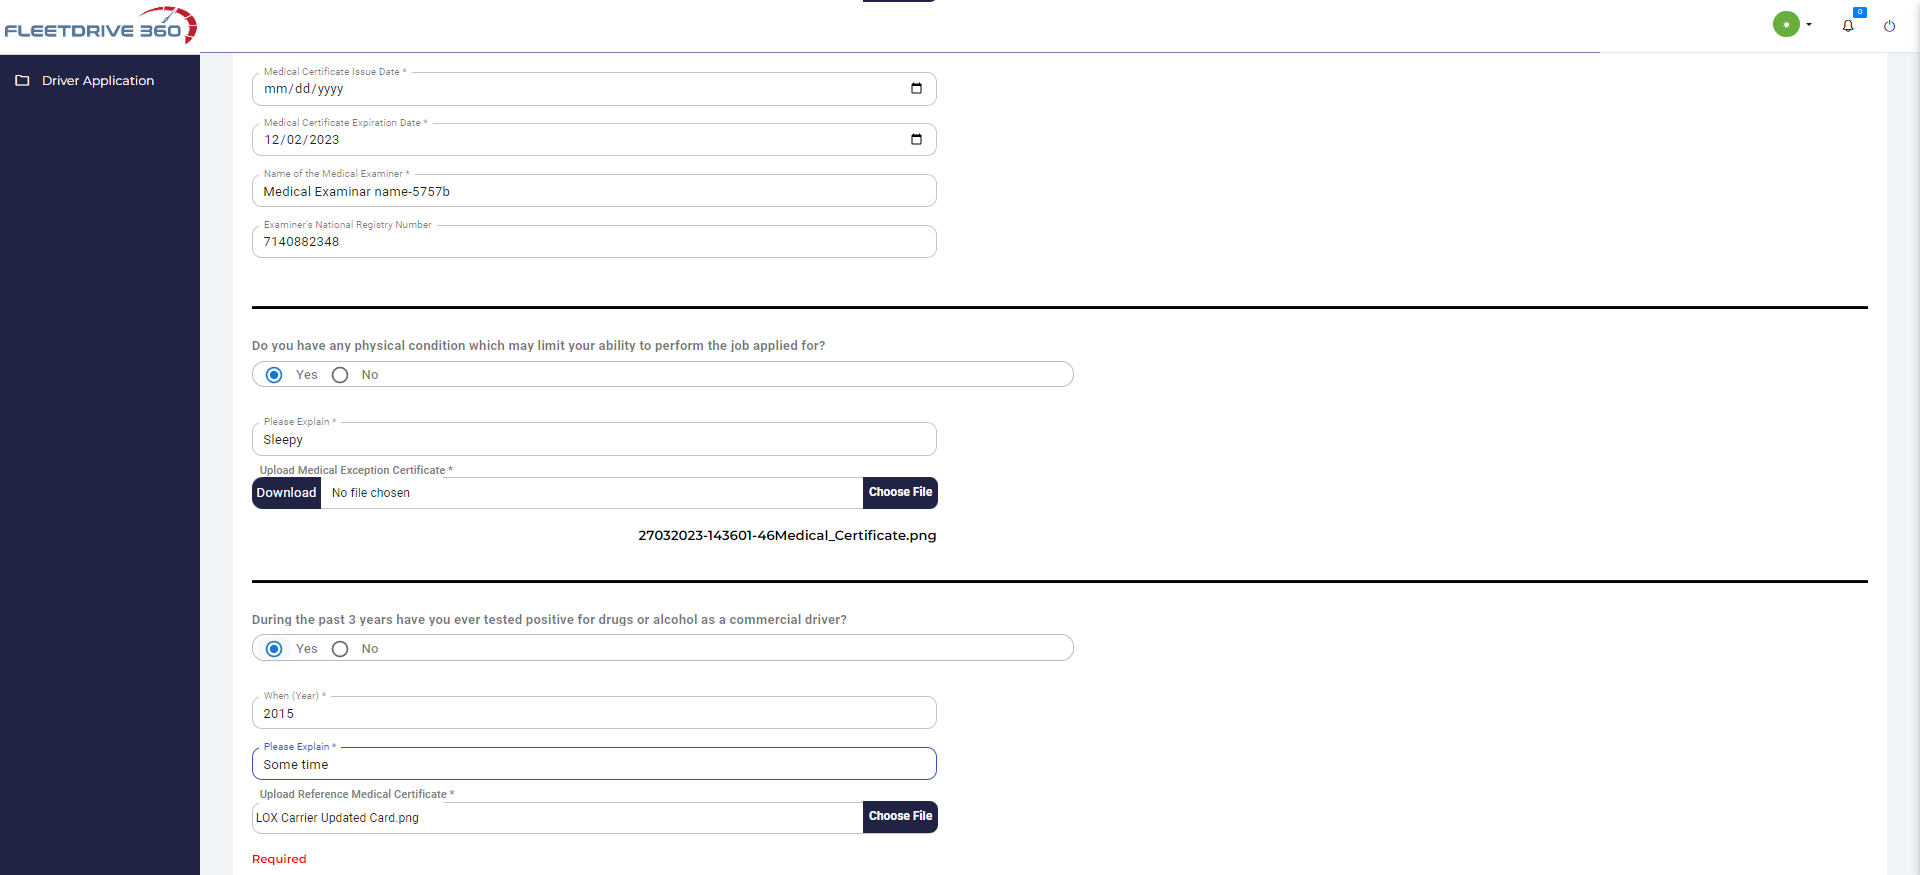 FLEETDRIVE 360
0
Driver Application
Medical Certificate Issue Date *
mm/dd/yyyy
Medical Certificate Expiration Date *
12/02/2023
Name of the Medical Examiner *
Medical Examinar name-5757b
Examiner's National Registry Number
7140882348
Do you have any physical condition which may limit your ability to perform the job applied for?
Yes No
Please Explain *
Sleepy
Upload Medical Exception Certificate *
Download No file chosen Choose File
27032023-143601-46Medical_Certificate.png
During the past 3 years have you ever tested positive for drugs or alcohol as a commercial driver?
Yes No
When (Year) *
2015
Please Explain *
Some time
Upload Reference Medical Certificate *
LOX Carrier Updated Card.png Choose File
Required